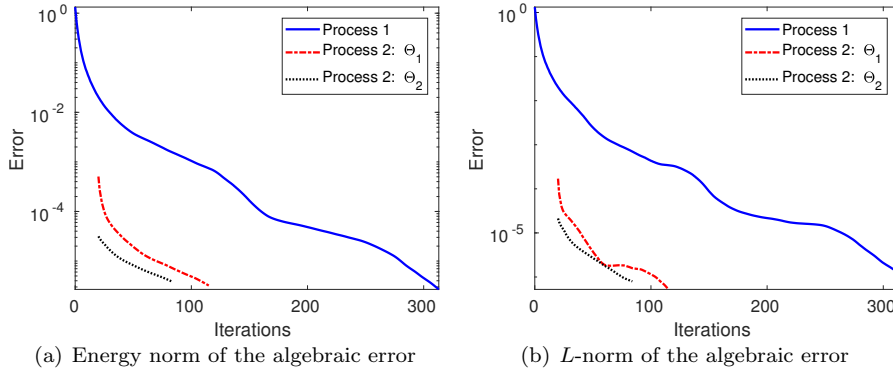 10^0
10^-2
10^-4
Error
0
100
200
300
Iterations
Process 1
Process 2: Θ_1
Process 2: Θ_2
(a) Energy norm of the algebraic error
10^0
10^-5
Error
0
100
200
300
Iterations
Process 1
Process 2: Θ_1
Process 2: Θ_2
(b) L-norm of the algebraic error